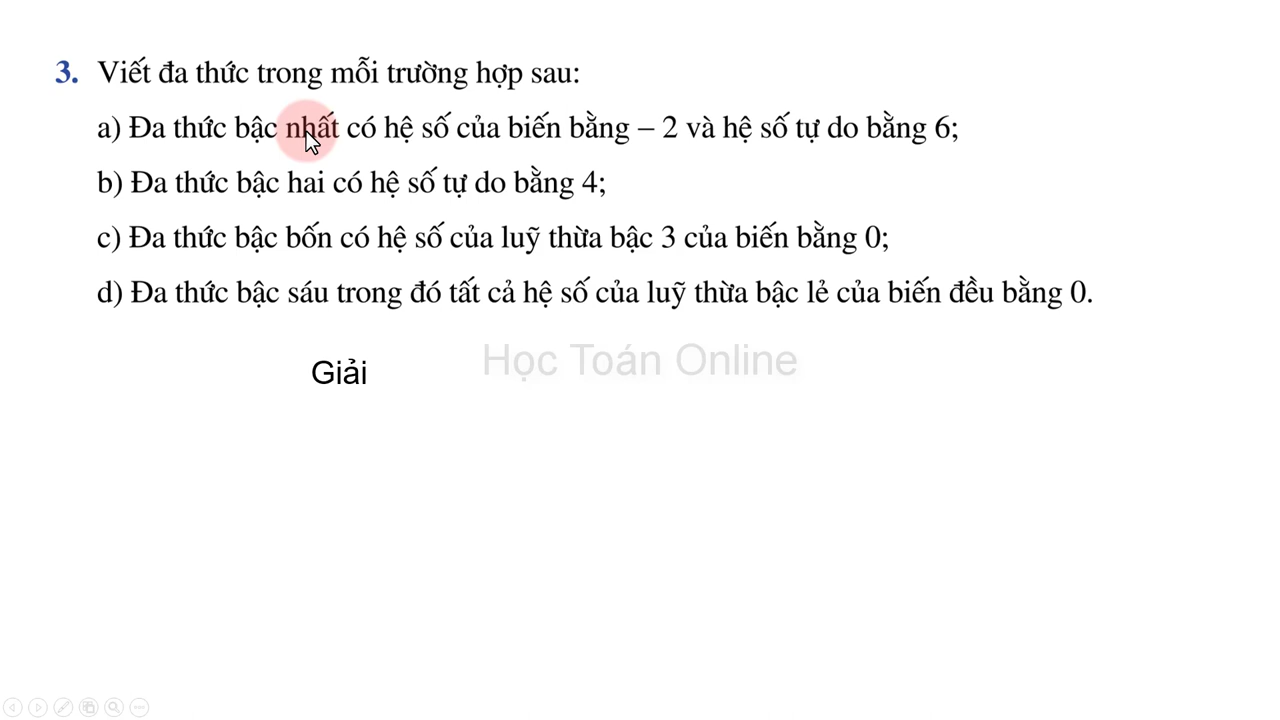 3. Viết đa thức trong mỗi trường hợp sau:
a) Đa thức bậc nhất có hệ số của biến bằng – 2 và hệ số tự do bằng 6;
b) Đa thức bậc hai có hệ số tự do bằng 4;
c) Đa thức bậc bốn có hệ số của luỹ thừa bậc 3 của biến bằng 0;
d) Đa thức bậc sáu trong đó tất cả hệ số của luỹ thừa bậc lẻ của biến đều bằng 0.
Học Toán Online
Giải